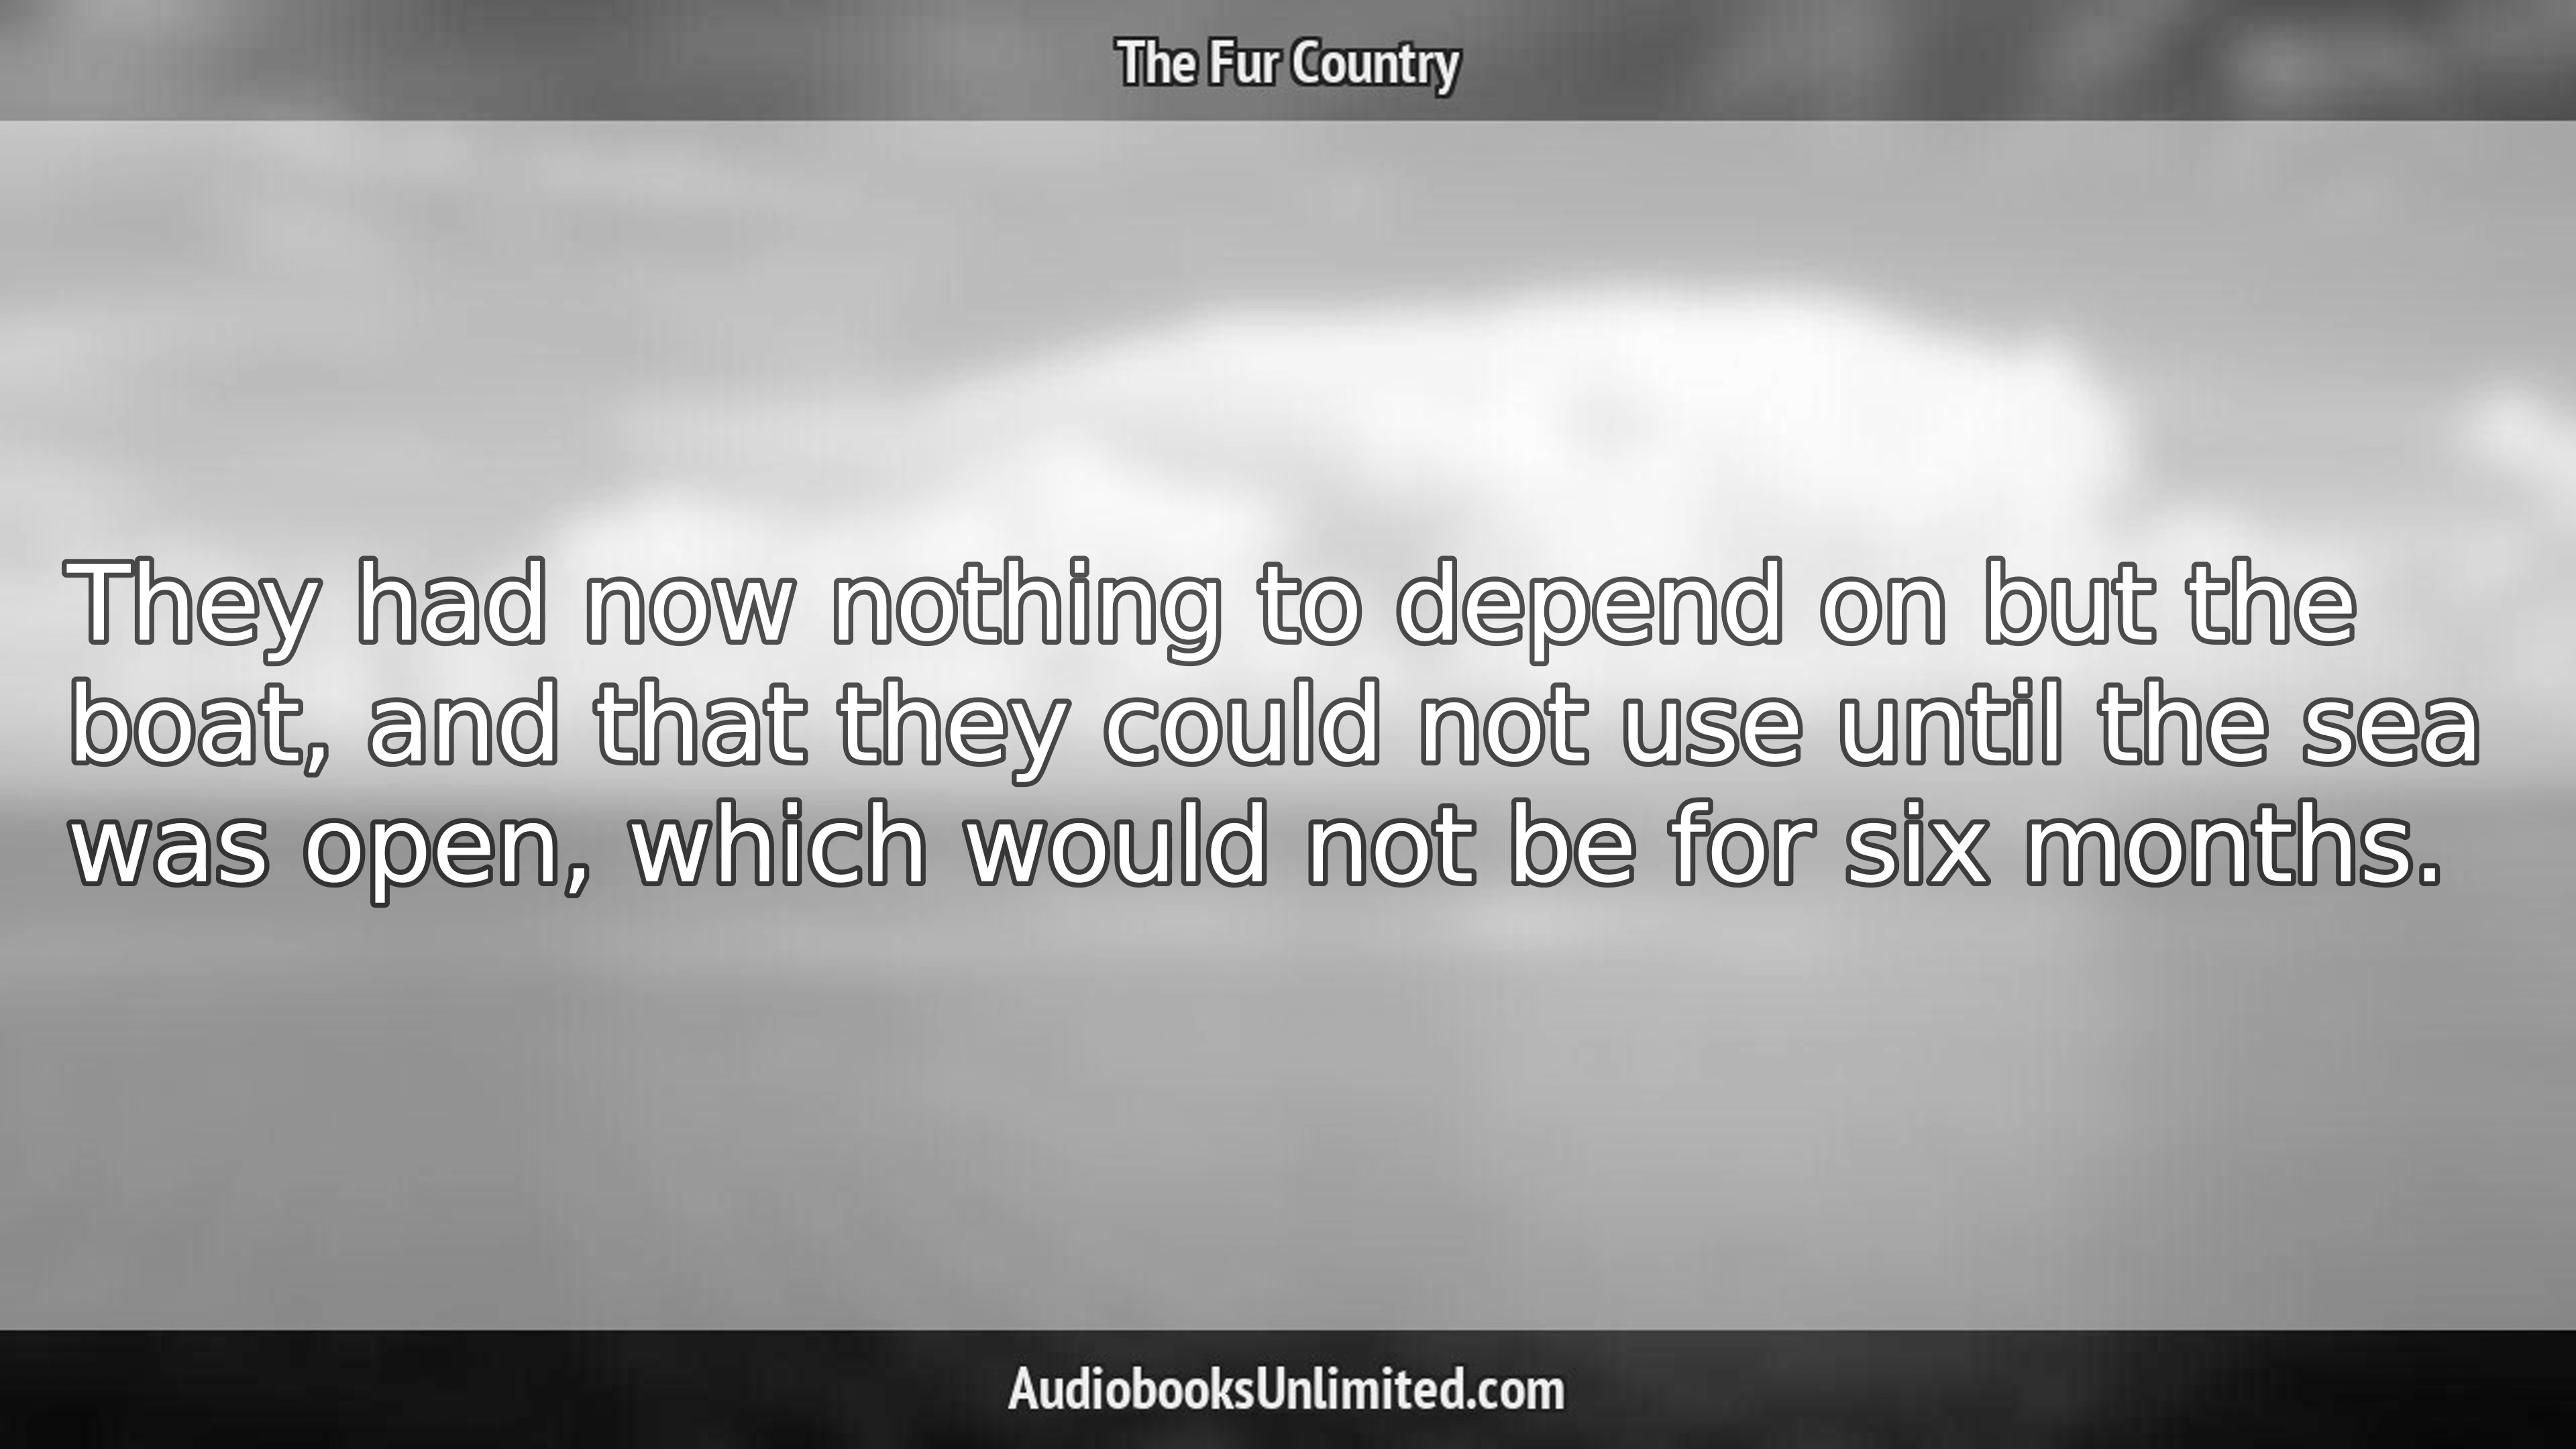 The Fur Country
They had now nothing to depend on but the
boat, and that they could not use until the sea
was open, which would not be for six months.
AudiobooksUnlimited.com